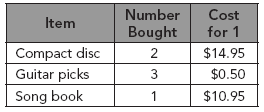 Item Number Bought Cost for 1
Compact disc 2 $14.95
Guitar picks 3 $0.50
Song book 1 $10.95